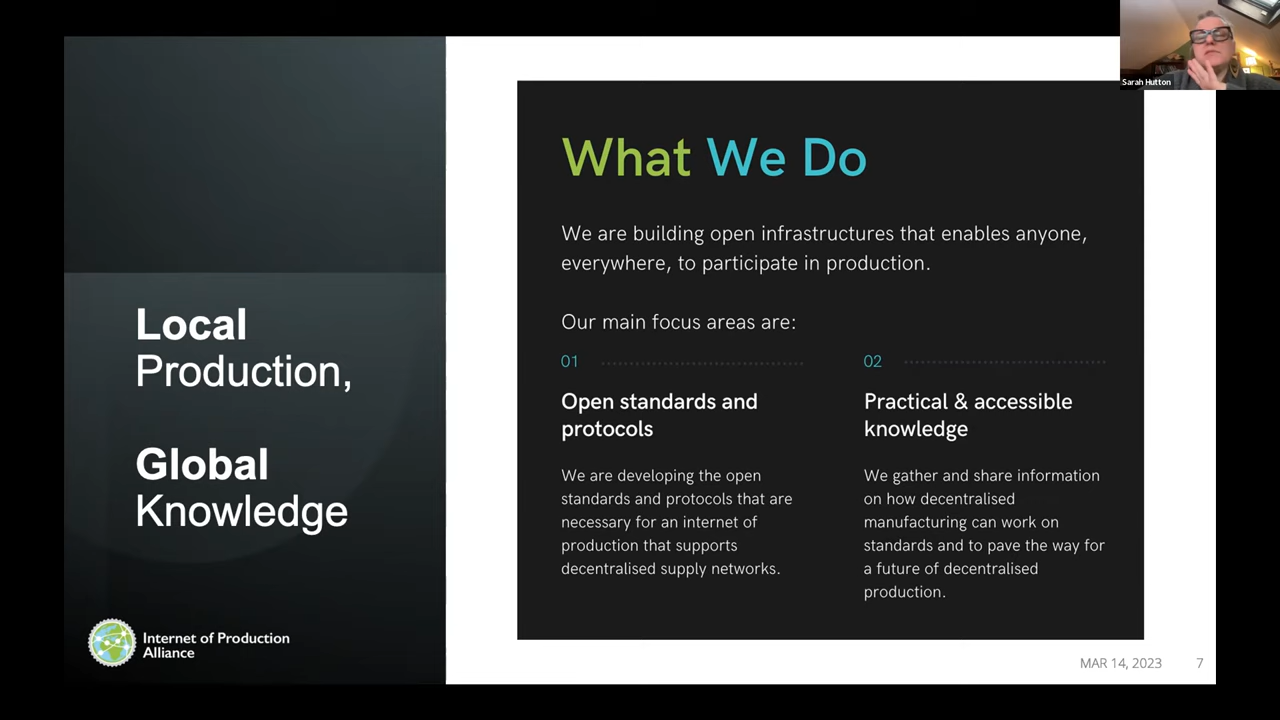 Sarah Hutton
Local
Production,
Global
Knowledge
Internet of Production
Alliance
What We Do
We are building open infrastructures that enables anyone,
everywhere, to participate in production.
Our main focus areas are:
01
Open standards and
protocols
We are developing the open
standards and protocols that are
necessary for an internet of
production that supports
decentralised supply networks.
02
Practical & accessible
knowledge
We gather and share information
on how decentralised
manufacturing can work on
standards and to pave the way for
a future of decentralised
production.
MAR 14, 2023
7